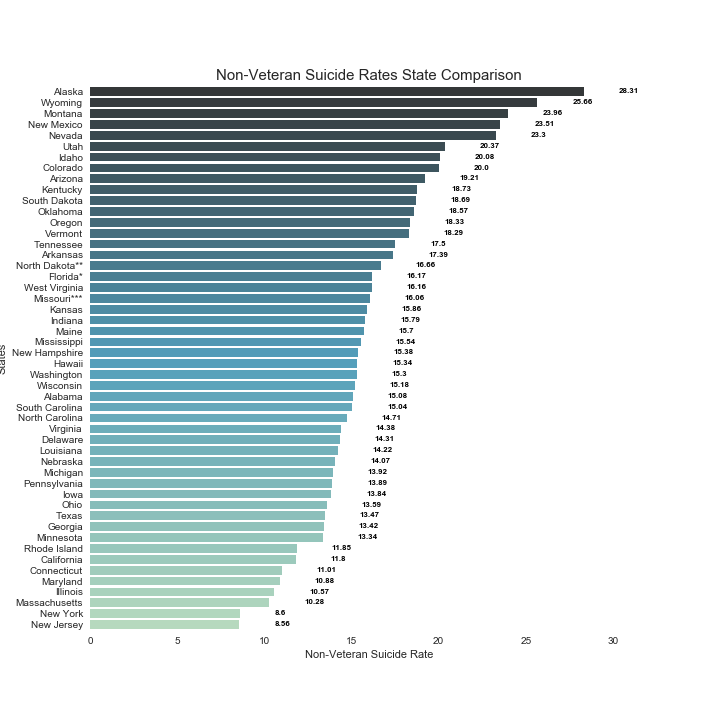 Non-Veteran Suicide Rates State Comparison
Alaska 28.31
Wyoming 25.66
Montana 23.96
New Mexico 23.51
Nevada 23.3
Utah 20.37
Idaho 20.08
Colorado 20.0
Arizona 19.21
Kentucky 18.73
South Dakota 18.69
Oklahoma 18.57
Oregon 18.33
Vermont 18.29
Tennessee 17.5
Arkansas 17.39
North Dakota** 16.66
Florida* 16.17
West Virginia 16.16
Missouri*** 16.06
Kansas 15.86
Indiana 15.79
Maine 15.7
Mississippi 15.54
New Hampshire 15.38
Hawaii 15.34
Washington 15.3
Wisconsin 15.18
Alabama 15.08
South Carolina 15.04
North Carolina 14.71
Virginia 14.38
Delaware 14.31
Louisiana 14.22
Nebraska 14.07
Michigan 13.92
Pennsylvania 13.89
Iowa 13.84
Ohio 13.59
Texas 13.47
Georgia 13.42
Minnesota 13.34
Rhode Island 11.85
California 11.8
Connecticut 11.01
Maryland 10.88
Illinois 10.57
Massachusetts 10.28
New York 8.6
New Jersey 8.56
States
0 5 10 15 20 25 30
Non-Veteran Suicide Rate